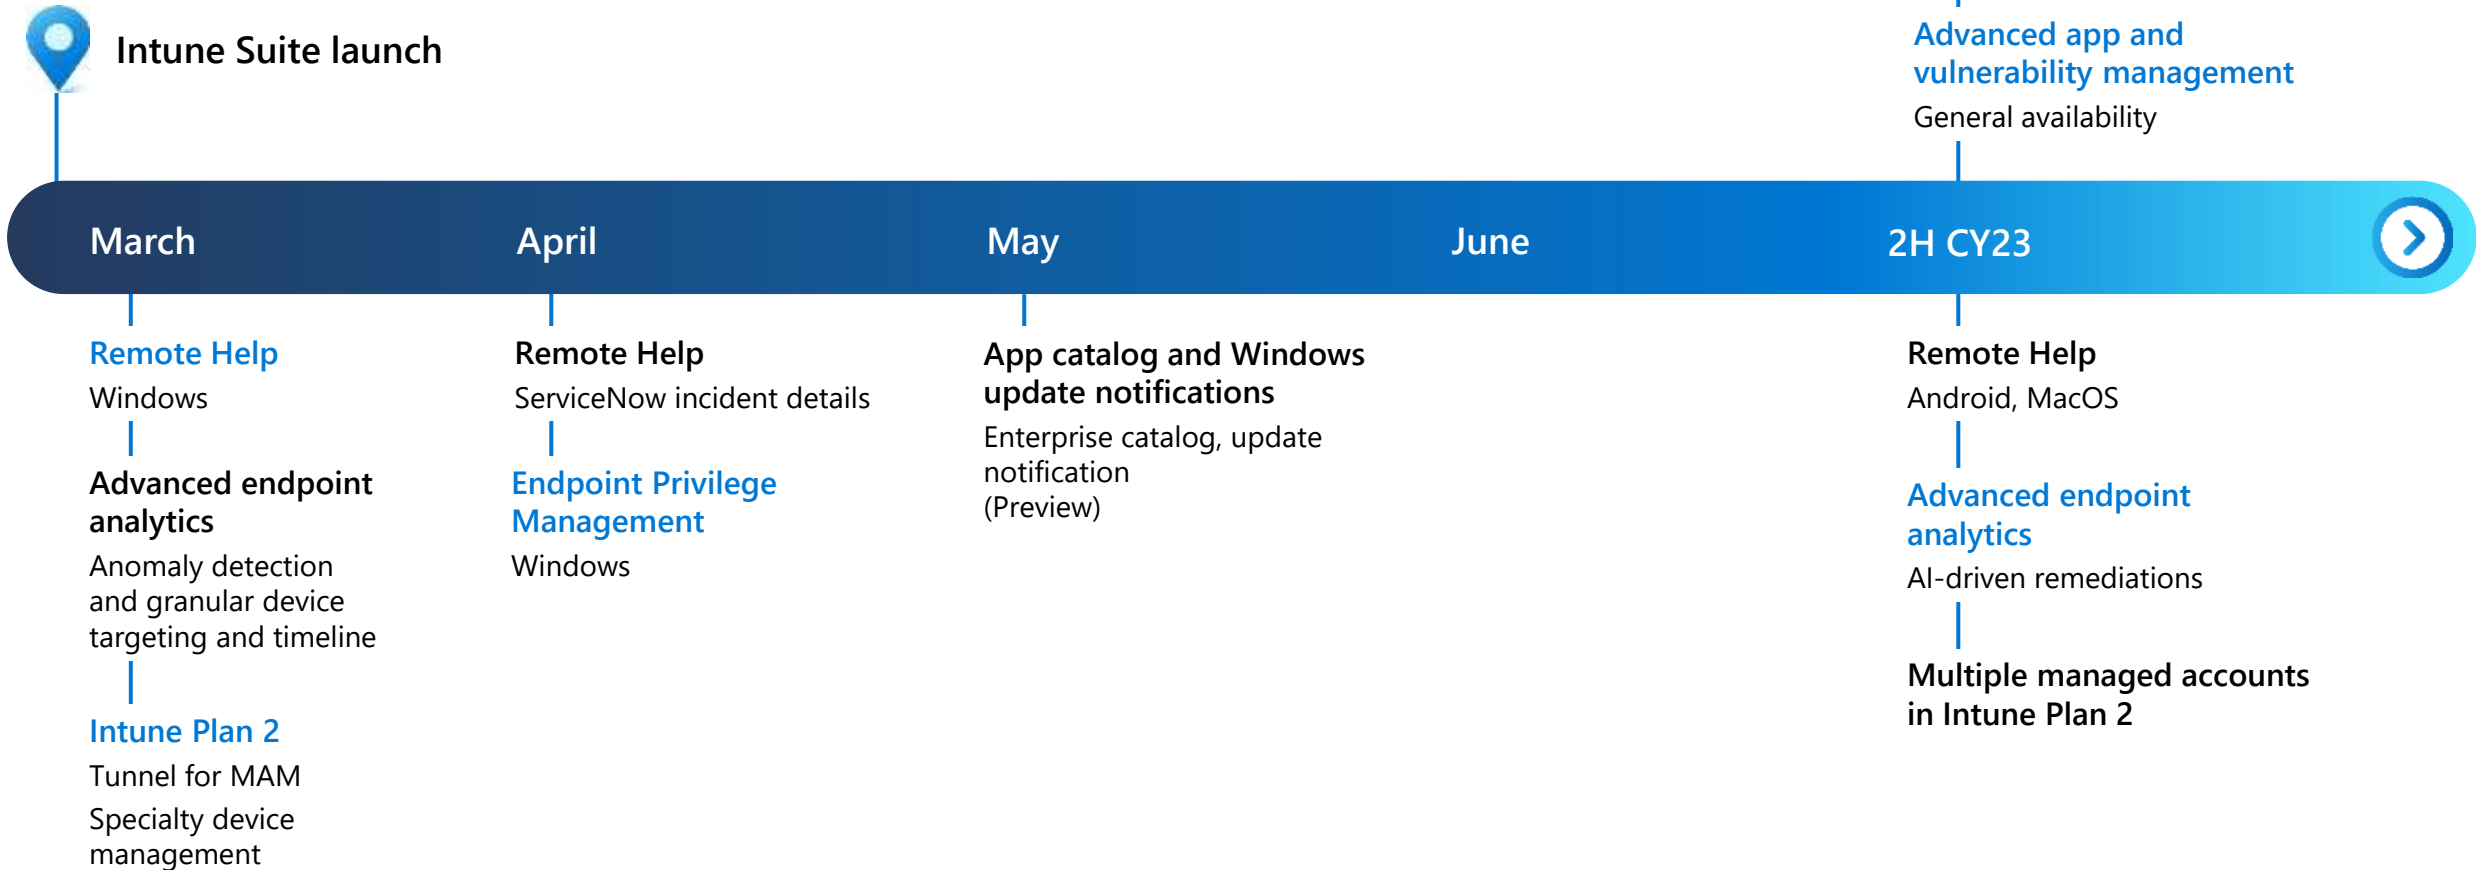 Intune Suite launch
Advanced app and
vulnerability management
General availability
March
April
May
June
2H CY23
Remote Help
Windows
Advanced endpoint
analytics
Anomaly detection
and granular device
targeting and timeline
Intune Plan 2
Tunnel for MAM
Specialty device
management
Remote Help
ServiceNow incident details
Endpoint Privilege
Management
Windows
App catalog and Windows
update notifications
Enterprise catalog, update
notification
(Preview)
Remote Help
Android, MacOS
Advanced endpoint
analytics
AI-driven remediations
Multiple managed accounts
in Intune Plan 2